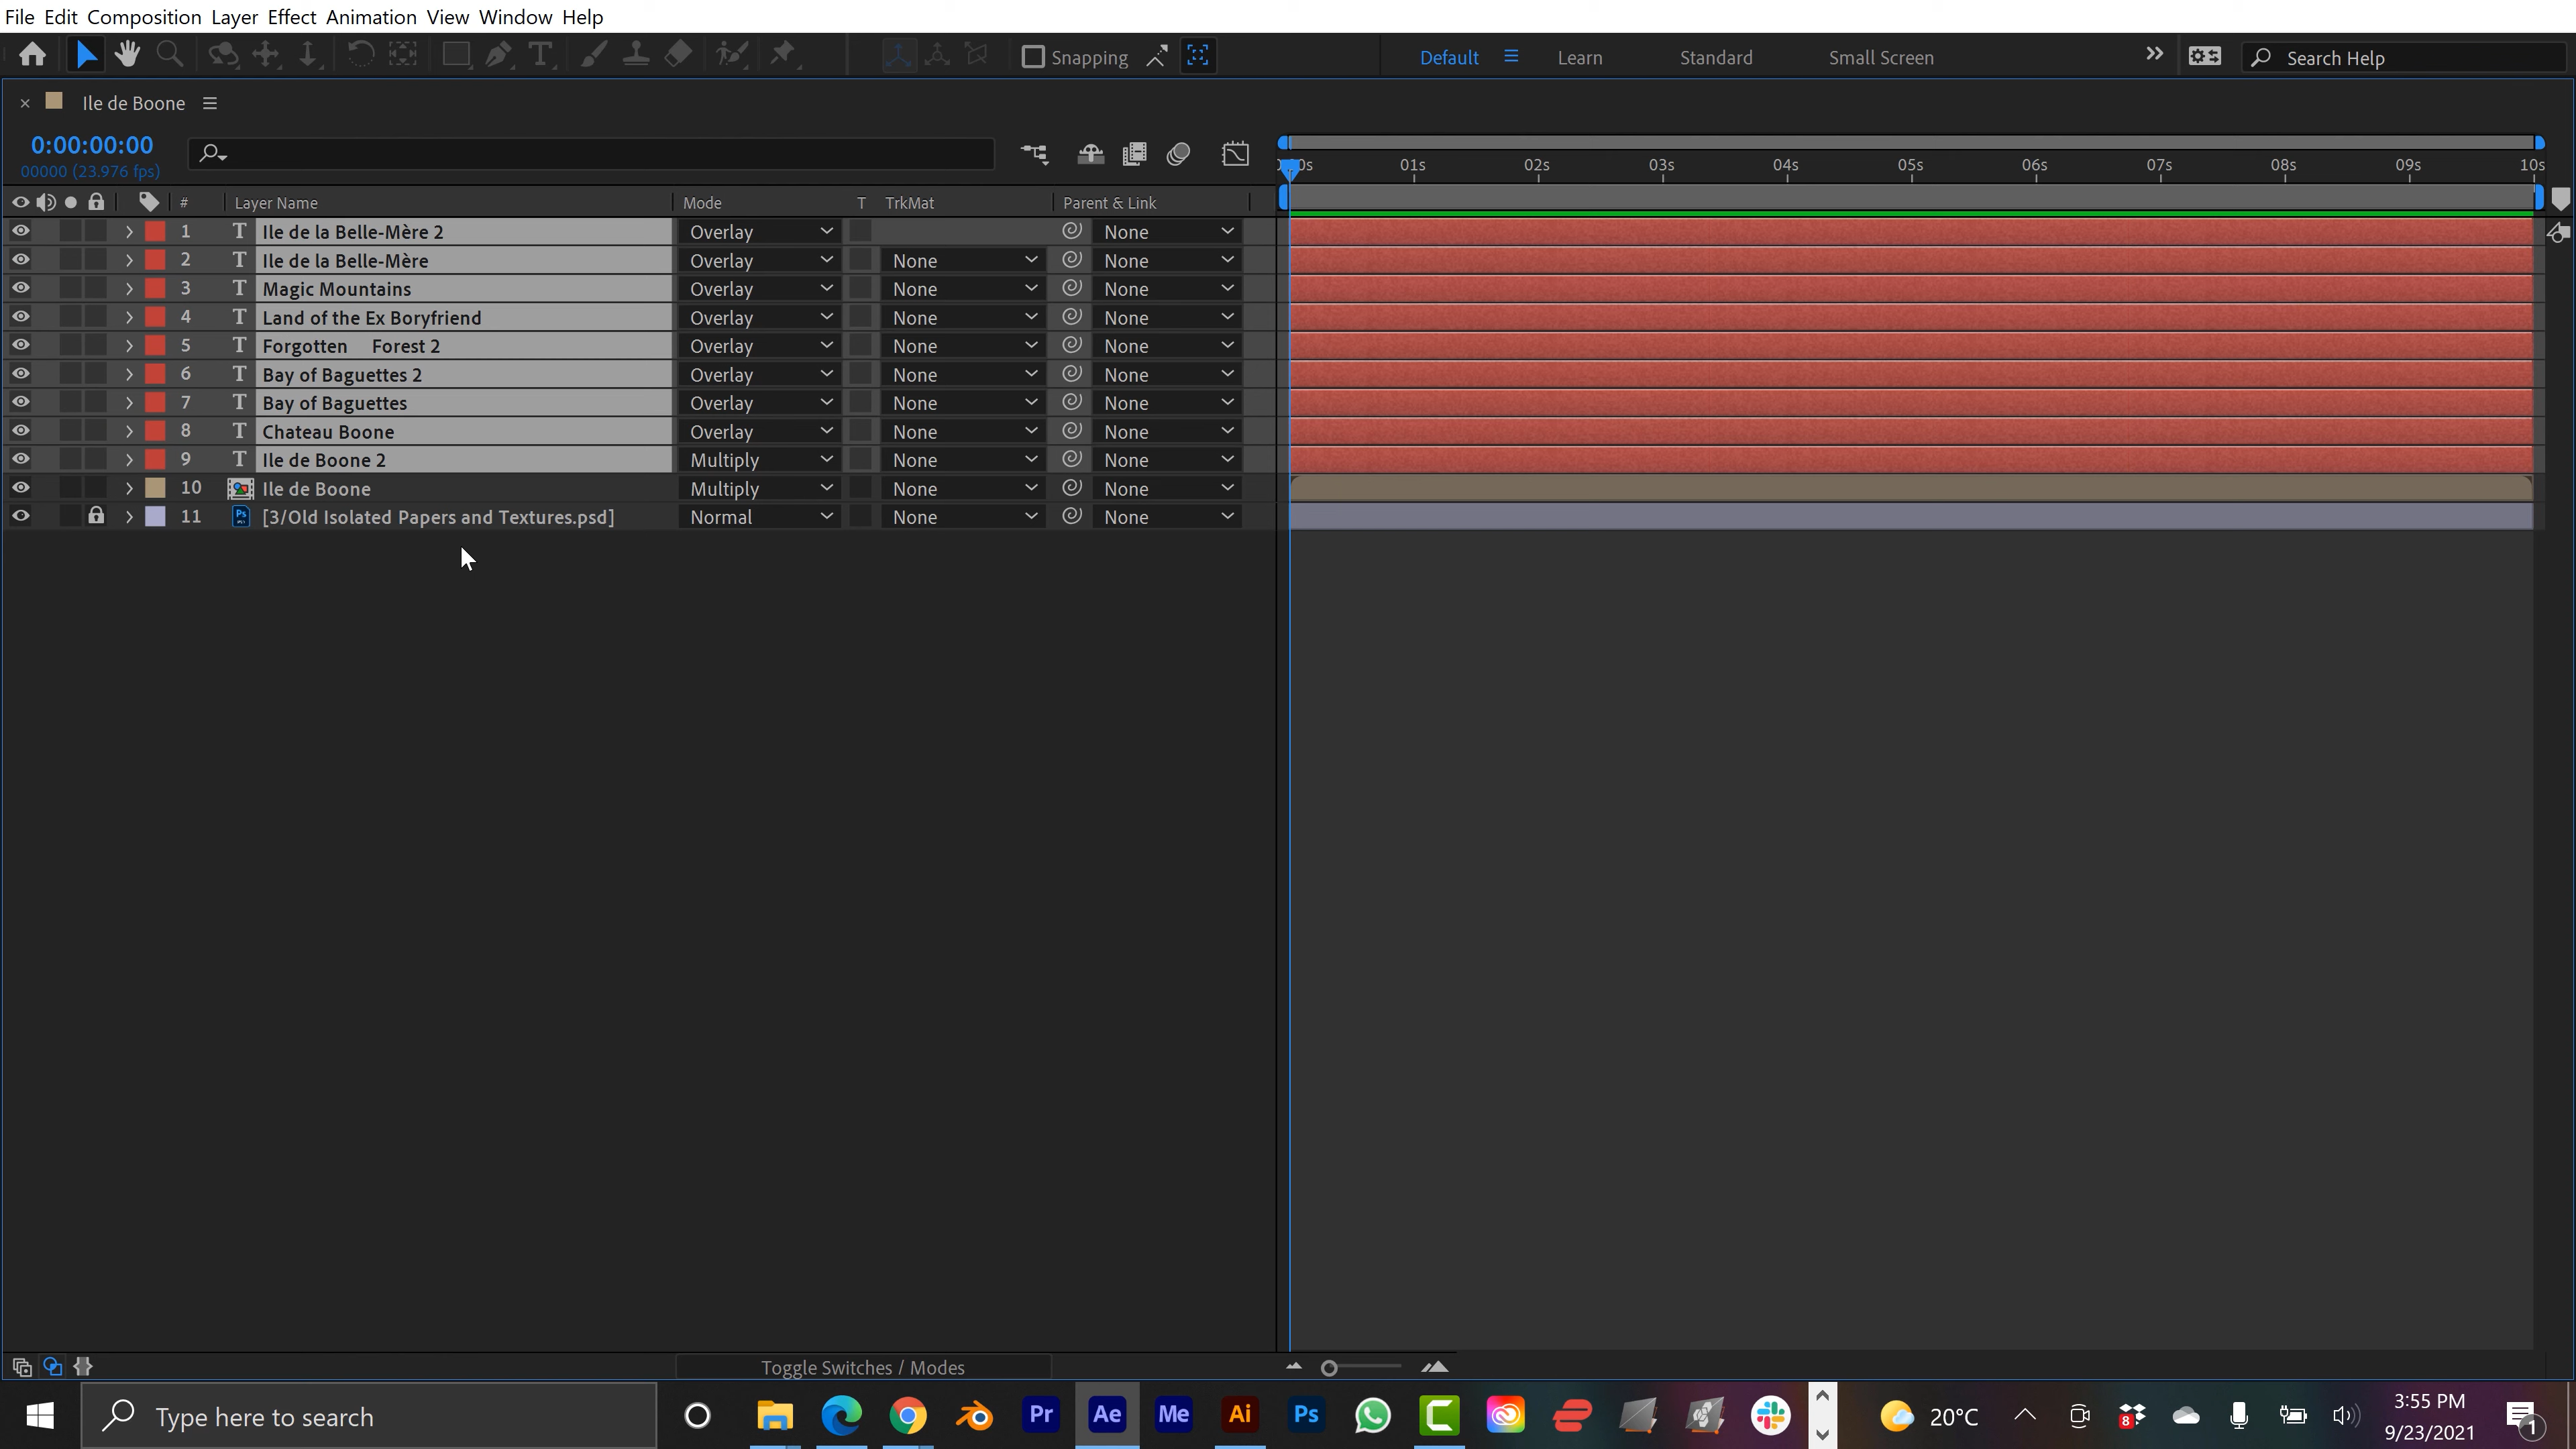 File Edit Composition Layer Effect Animation View Window Help
Snapping Default Learn Standard Small Screen Search Help
Ile de Boone
0:00:00:00
00000 (23.976 fps)
01s 02s 03s 04s 05s 06s 07s 08s 09s 10s
# Layer Name Mode T TrkMat Parent & Link
1 T Ile de la Belle-Mère 2 Overlay None
2 T Ile de la Belle-Mère Overlay None None
3 T Magic Mountains Overlay None None
4 T Land of the Ex Boryfriend Overlay None None
5 T Forgotten Forest 2 Overlay None None
6 T Bay of Baguettes 2 Overlay None None
7 T Bay of Baguettes Overlay None None
8 T Chateau Boone Overlay None None
9 T Ile de Boone 2 Multiply None None
10 Ile de Boone Multiply None None
11 Ps [3/Old Isolated Papers and Textures.psd] Normal None None
Toggle Switches / Modes
Type here to search Pr Ae Me Ai Ps 20°C 8 3:55 PM
9/23/2021 1